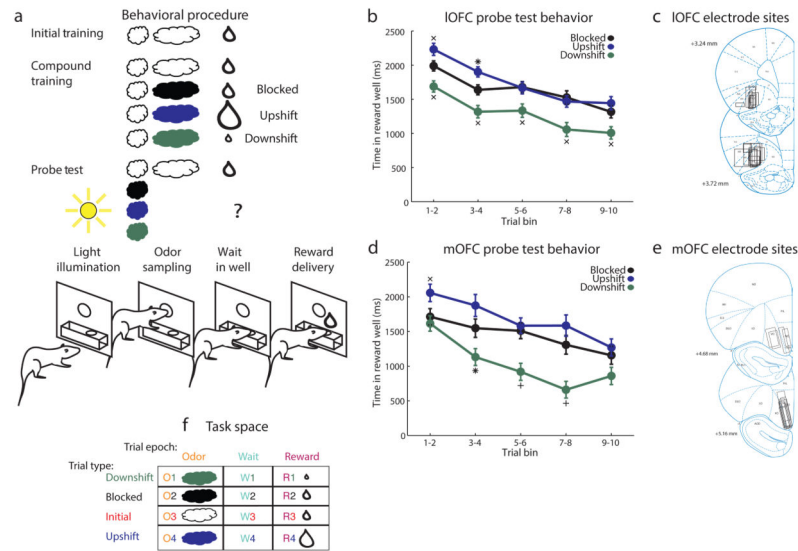 a
Behavioral procedure
Initial training
Compound
training
Blocked
Upshift
Downshift
Probe test
?
Light
illumination
Odor
sampling
Wait
in well
Reward
delivery
b
lOFC probe test behavior
Blocked
Upshift
Downshift
Time in reward well (ms)
2500
2000
1500
1000
500
0
1-2
3-4
5-6
7-8
9-10
Trial bin
c
lOFC electrode sites
+3.24 mm
+3.72 mm
d
mOFC probe test behavior
Blocked
Upshift
Downshift
Time in reward well (ms)
2500
2000
1500
1000
500
0
1-2
3-4
5-6
7-8
9-10
Trial bin
e
mOFC electrode sites
+4.68 mm
+5.16 mm
f
Task space
Trial epoch:
Odor
Wait
Reward
Trial type:
Downshift O1 W1 R1
Blocked O2 W2 R2
Initial O3 W3 R3
Upshift O4 W4 R4